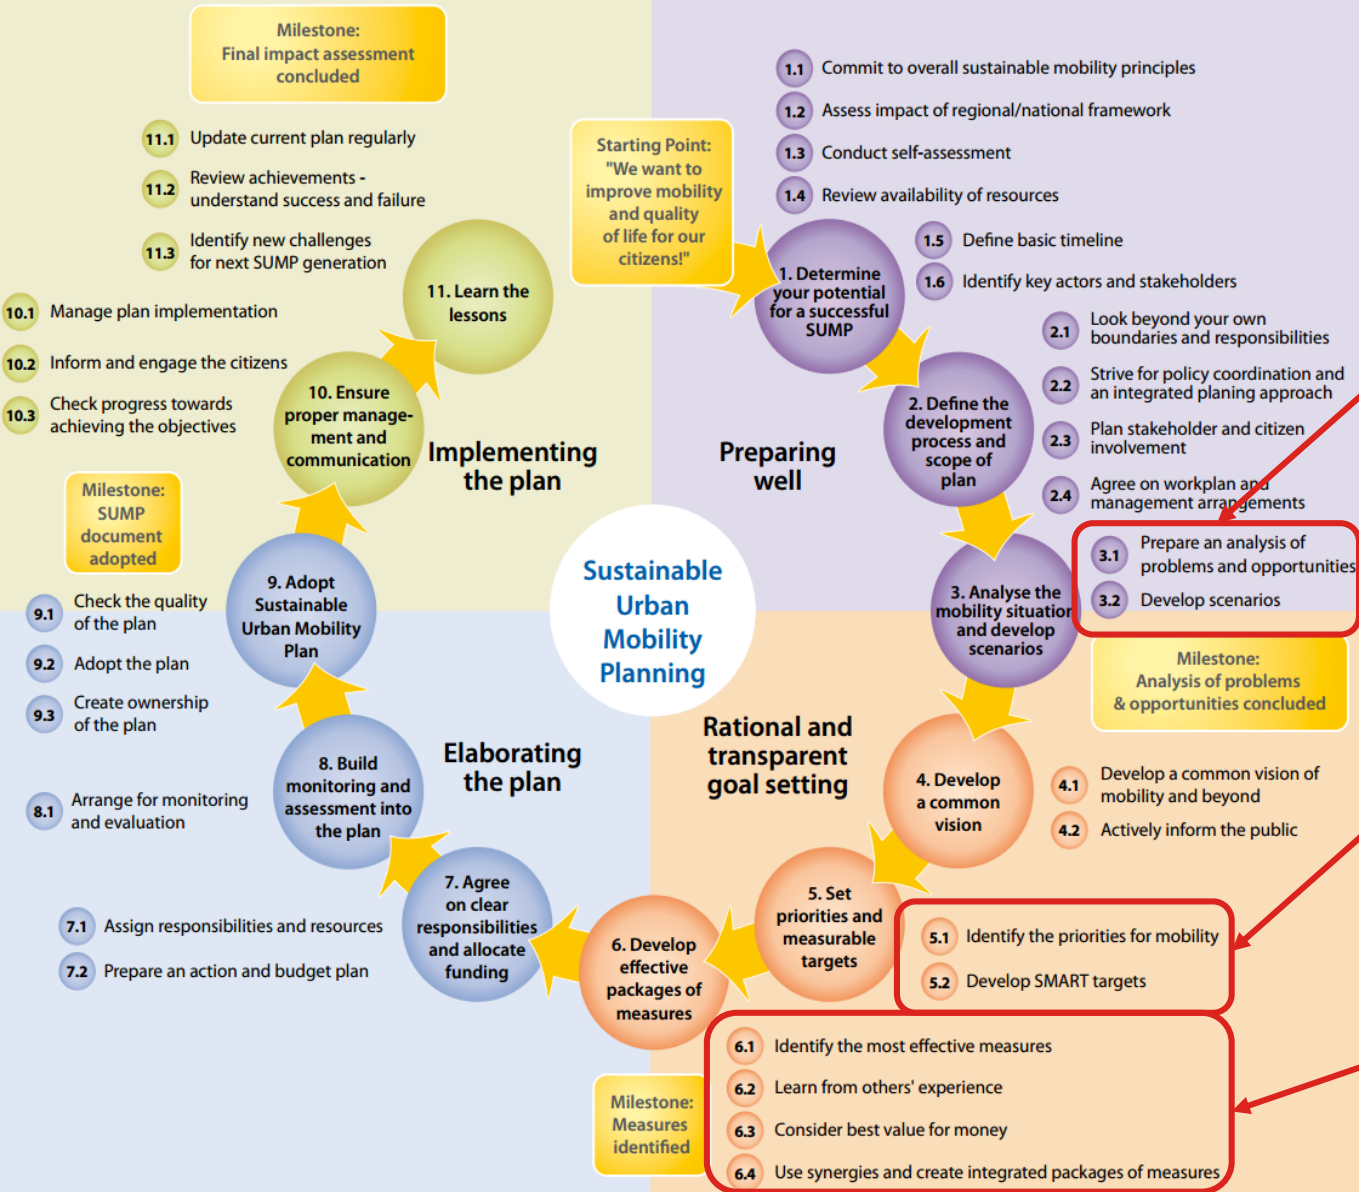 Milestone:
Final impact assessment
concluded
11.1 Update current plan regularly
11.2 Review achievements -
understand success and failure
11.3 Identify new challenges
for next SUMP generation
10.1 Manage plan implementation
10.2 Inform and engage the citizens
10.3 Check progress towards
achieving the objectives
11. Learn the
lessons
10. Ensure
proper manage-
ment and
communication
Implementing
the plan
Starting Point:
"We want to
improve mobility
and quality
of life for our
citizens!"
1.1 Commit to overall sustainable mobility principles
1.2 Assess impact of regional/national framework
1.3 Conduct self-assessment
1.4 Review availability of resources
1.5 Define basic timeline
1.6 Identify key actors and stakeholders
1. Determine
your potential
for a successful
SUMP
2.1 Look beyond your own
boundaries and responsibilities
2.2 Strive for policy coordination and
an integrated planing approach
2.3 Plan stakeholder and citizen
involvement
2.4 Agree on workplan and
management arrangements
2. Define the
development
process and
scope of
plan
Preparing
well
3.1 Prepare an analysis of
problems and opportunities
3.2 Develop scenarios
3. Analyse the
mobility situation
and develop
scenarios
Milestone:
Analysis of problems
& opportunities concluded
Sustainable
Urban
Mobility
Planning
Milestone:
SUMP
document
adopted
9.1 Check the quality
of the plan
9.2 Adopt the plan
9.3 Create ownership
of the plan
9. Adopt
Sustainable
Urban Mobility
Plan
Elaborating
the plan
8. Build
monitoring and
assessment into
the plan
8.1 Arrange for monitoring
and evaluation
7. Agree
on clear
responsibilities
and allocate
funding
7.1 Assign responsibilities and resources
7.2 Prepare an action and budget plan
Rational and
transparent
goal setting
4. Develop
a common
vision
4.1 Develop a common vision of
mobility and beyond
4.2 Actively inform the public
5. Set
priorities and
measurable
targets
5.1 Identify the priorities for mobility
5.2 Develop SMART targets
6. Develop
effective
packages of
measures
Milestone:
Measures
identified
6.1 Identify the most effective measures
6.2 Learn from others' experience
6.3 Consider best value for money
6.4 Use synergies and create integrated packages of measures